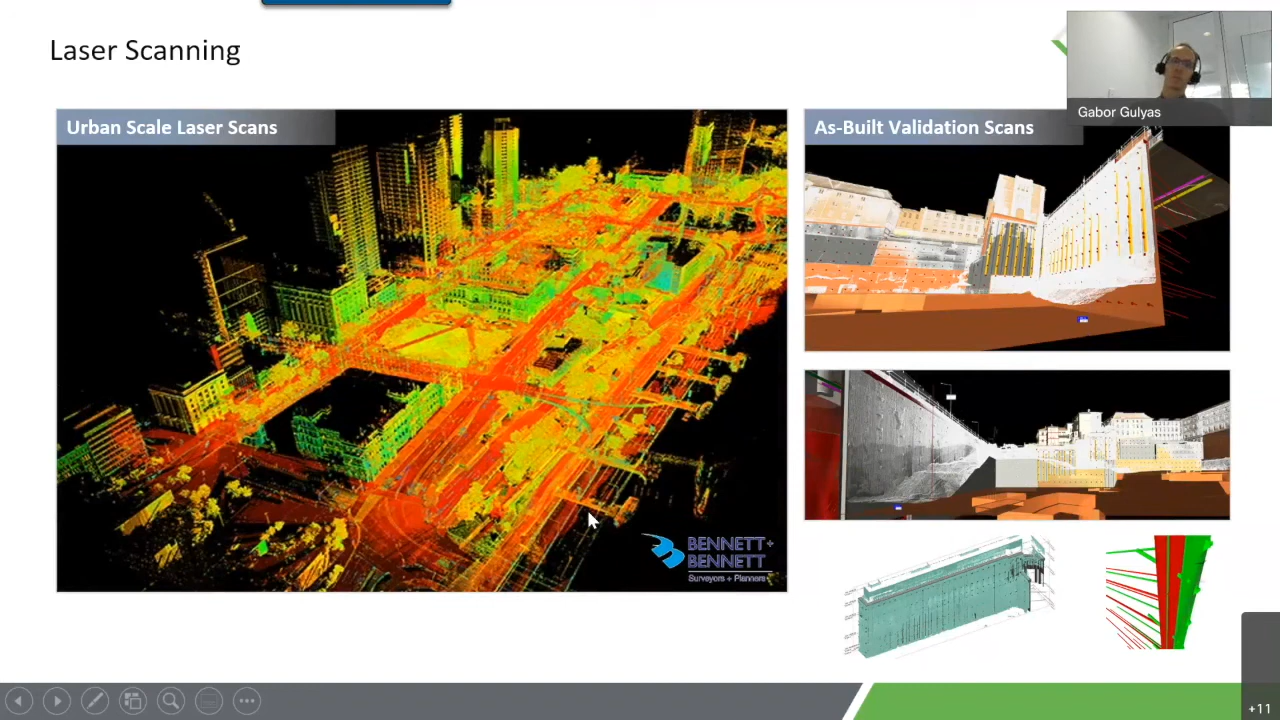 Laser Scanning
Gabor Gulyas
Urban Scale Laser Scans
As-Built Validation Scans
BENNETT+
BENNETT
Surveyors + Planners
+11